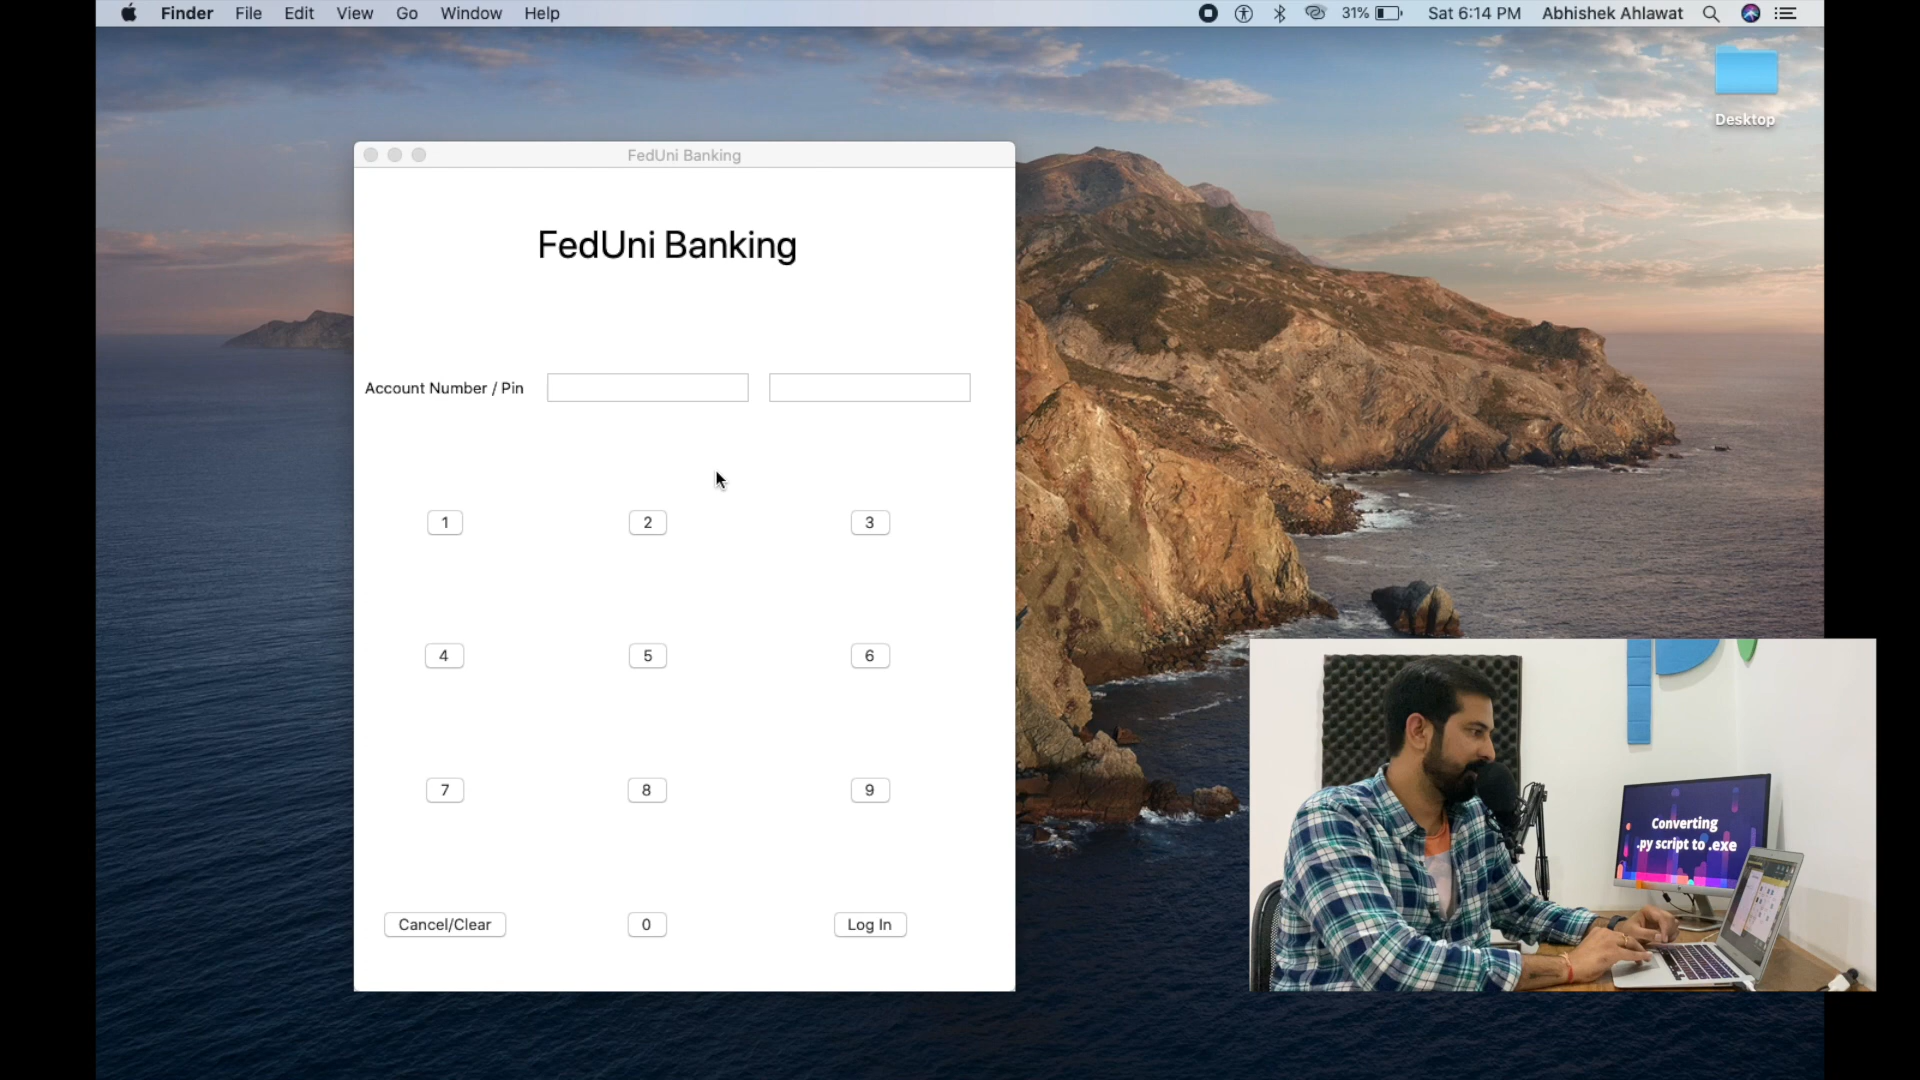 Finder File Edit View Go Window Help 31% Sat 6:14 PM Abhishek Ahlawat
Desktop
FedUni Banking
FedUni Banking
Account Number / Pin
1 2 3
4 5 6
7 8 9
Cancel/Clear 0 Log In
Converting
.py script to .exe